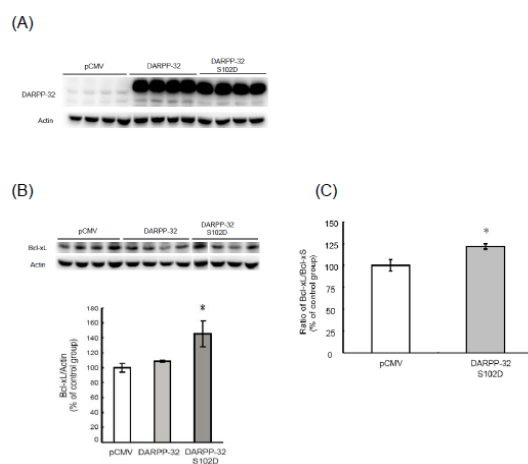 (A)
pCMV
DARPP-32
DARPP-32
S102D
DARPP-32
Actin
(B)
pCMV
DARPP-32
DARPP-32
S102D
Bcl-xL
Actin
Bcl-xL/Actin
(% of control group)
160
140
120
100
80
60
40
20
0
*
pCMV
DARPP-32
DARPP-32
S102D
(C)
Ratio of Bcl-xL/Bcl-xS
(% of control group)
150
125
100
75
50
25
0
*
pCMV
DARPP-32
S102D